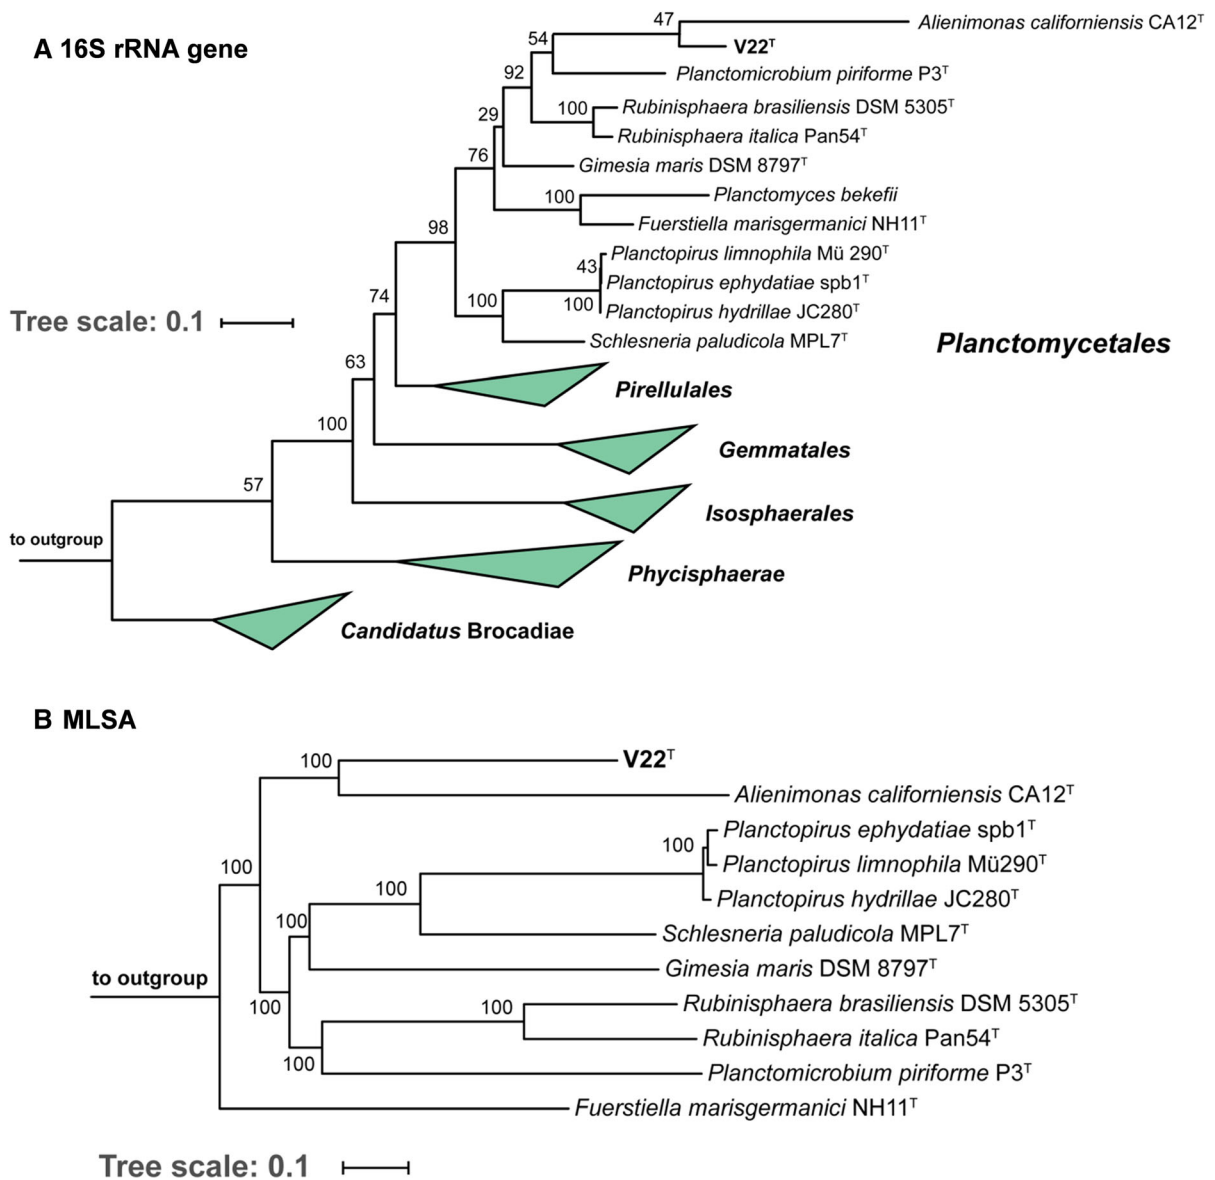 47
Alienimonas californiensis CA12ᵀ
A 16S rRNA gene
54
V22ᵀ
92
Planctomicrobium piriforme P3ᵀ
100
Rubinisphaera brasiliensis DSM 5305ᵀ
29
Rubinisphaera italica Pan54ᵀ
76
Gimesia maris DSM 8797ᵀ
100
Planctomyces bekefii
98
Fuerstiella marisgermanici NH11ᵀ
Planctopirus limnophila Mü 290ᵀ
43
Planctopirus ephydatiae spb1ᵀ
74
100
100
Planctopirus hydrillae JC280ᵀ
Tree scale: 0.1
Schlesneria paludicola MPL7ᵀ
Planctomycetales
63
Pirellulales
100
Gemmatales
57
Isosphaerales
to outgroup
Phycisphaerae
Candidatus Brocadiae
B MLSA
100
V22ᵀ
Alienimonas californiensis CA12ᵀ
Planctopirus ephydatiae spb1ᵀ
100
100
Planctopirus limnophila Mü290ᵀ
100
Planctopirus hydrillae JC280ᵀ
100
Schlesneria paludicola MPL7ᵀ
Gimesia maris DSM 8797ᵀ
to outgroup
100
100
Rubinisphaera brasiliensis DSM 5305ᵀ
Rubinisphaera italica Pan54ᵀ
100
Planctomicrobium piriforme P3ᵀ
Fuerstiella marisgermanici NH11ᵀ
Tree scale: 0.1